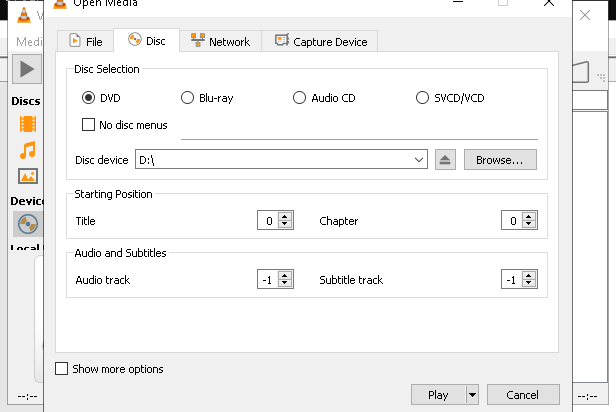 Open Media
V
Medi
File
Disc
Network
Capture Device
Disc Selection
DVD
Blu-ray
Audio CD
SVCD/VCD
No disc menus
Disc device
D:\
Browse...
Starting Position
Title
0
Chapter
0
Audio and Subtitles
Audio track
-1
Subtitle track
-1
Show more options
Play
Cancel
Discs
Device
Local
--:--
--:--